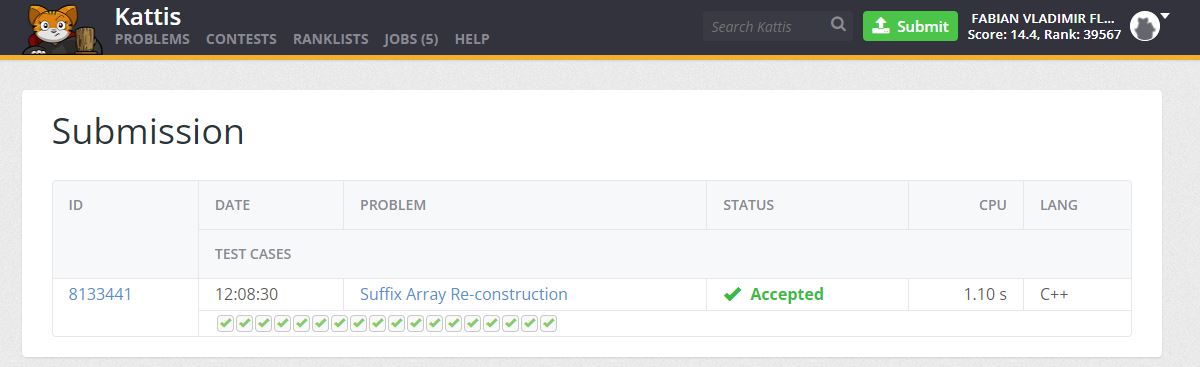 Kattis
PROBLEMS CONTESTS RANKLISTS JOBS (5) HELP
Search Kattis
Submit
FABIAN VLADIMIR FL...
Score: 14.4, Rank: 39567
Submission
ID DATE PROBLEM STATUS CPU LANG
TEST CASES
8133441 12:08:30 Suffix Array Re-construction Accepted 1.10 s C++